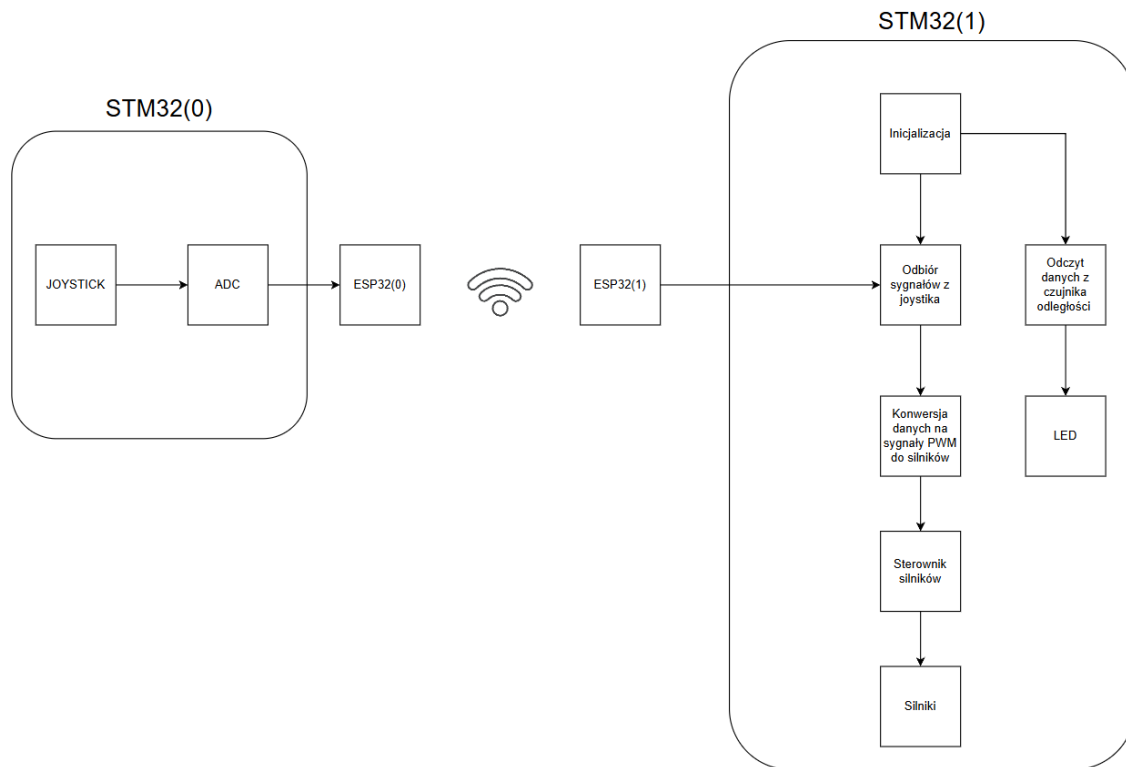 STM32(1)
STM32(0)
Inicjalizacja
JOYSTICK
ADC
ESP32(0)
ESP32(1)
Odbiór
sygnałów z
joystika
Odczyt
danych z
czujnika
odległości
Konwersja
danych na
sygnały PWM
do silników
LED
Sterownik
silników
Silniki